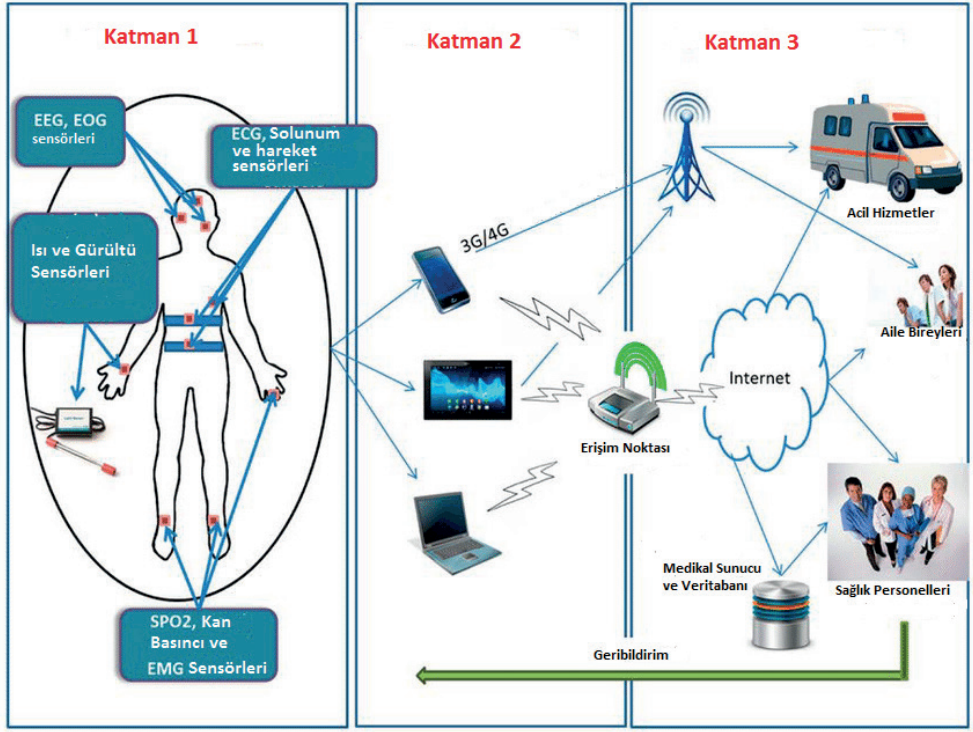 Katman 1
Katman 2
Katman 3
EEG, EOG
sensörleri
ECG, Solunum
ve hareket
sensörleri
Isı ve Gürültü
Sensörleri
SPO2, Kan
Basıncı ve
EMG Sensörleri
3G/4G
Erişim Noktası
Internet
Acil Hizmetler
Aile Bireyleri
Medikal Sunucu
ve Veritabanı
Sağlık Personelleri
Geribildirim